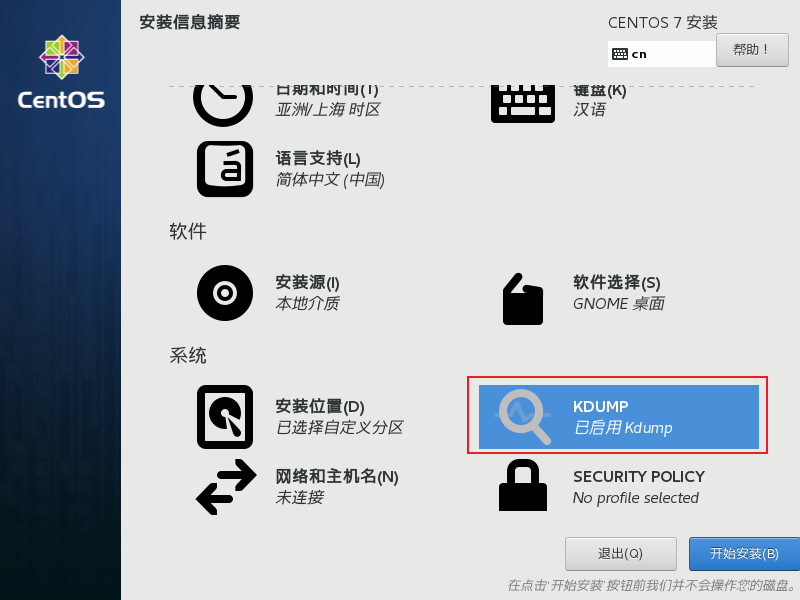 安装信息摘要
CENTOS 7 安装
cn
帮助！
CentOS
日期和时间(T)
亚洲/上海 时区
键盘(K)
汉语
á
语言支持(L)
简体中文 (中国)
软件
安装源(I)
本地介质
软件选择(S)
GNOME 桌面
系统
安装位置(D)
已选择自定义分区
KDUMP
已启用 Kdump
网络和主机名(N)
未连接
SECURITY POLICY
No profile selected
退出(Q)
开始安装(B)
在点击"开始安装"按钮前我们并不会操作您的磁盘。